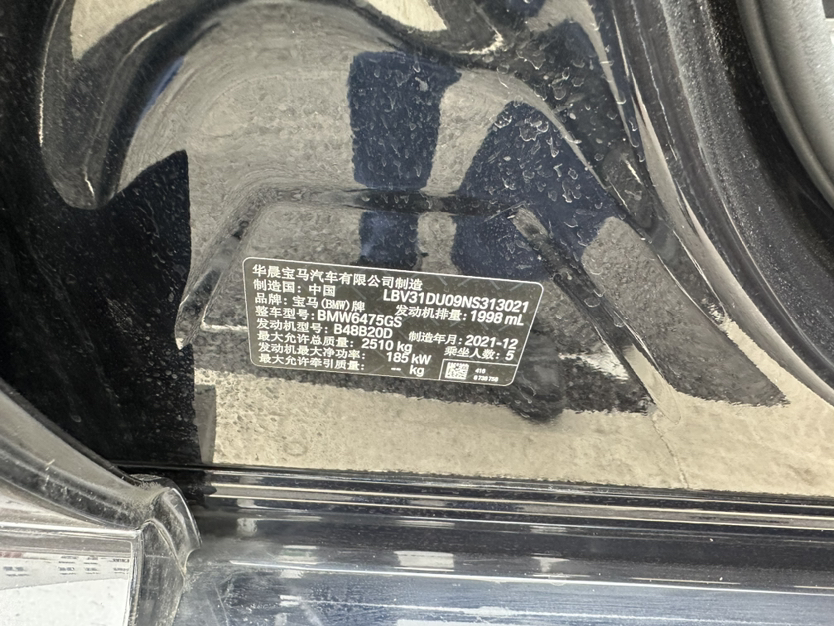 华晨宝马汽车有限公司制造
制造国: 中国 LBV31DU09NS313021
品牌: 宝马(BMW)牌 发动机排量: 1998 mL
整车型号: BMW6475GS
发动机型号: B48B20D 制造年月: 2021-12
最大允许总质量: 2510 kg 乘坐人数: 5
发动机最大净功率: 185 kW
最大允许牵引质量: -- kg